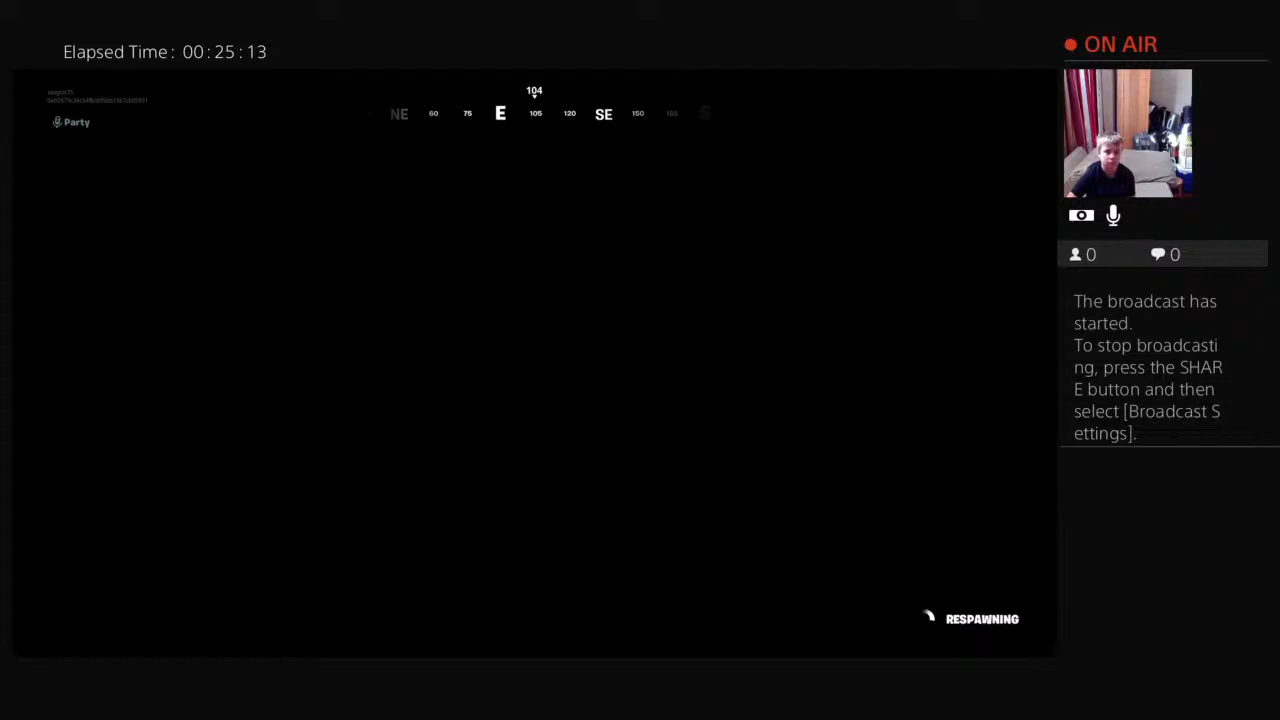 Elapsed Time: 00:25:13
ON AIR
104
NE 60 75 E 105 120 SE 150 165 S
Party
0
0
The broadcast has
started.
To stop broadcasti
ng, press the SHAR
E button and then
select [Broadcast S
ettings].
RESPAWNING